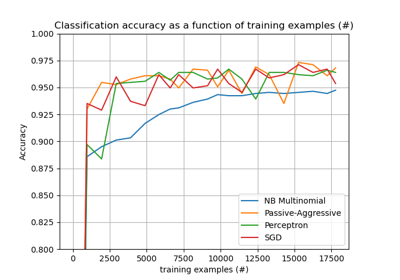 Classification accuracy as a function of training examples (#)
1.000
0.975
0.950
0.925
0.900
0.875
0.850
0.825
0.800
Accuracy
NB Multinomial
Passive-Aggressive
Perceptron
SGD
0 2500 5000 7500 10000 12500 15000 17500
training examples (#)